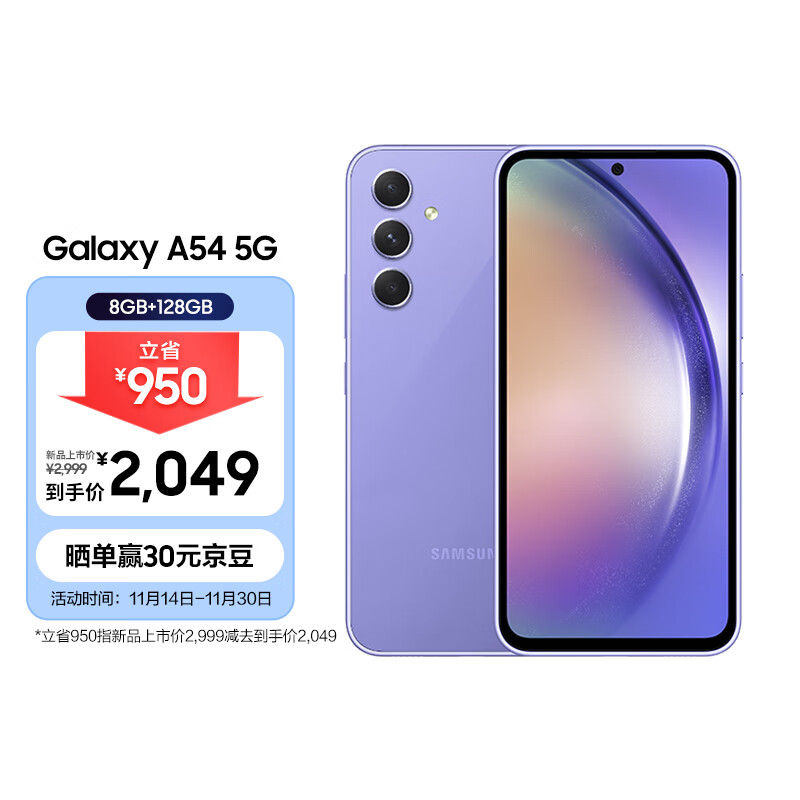 Galaxy A54 5G
8GB+128GB
立省
¥950
新品上市价
¥2,999
到手价
¥2,049
晒单赢30元京豆
活动时间：11月14日-11月30日
*立省950指新品上市价2,999减去到手价2,049
SAMSUN